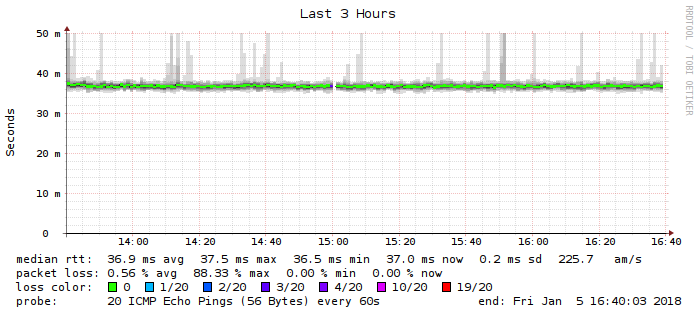 Last 3 Hours
RRDTOOL / TOBI OETIKER
Seconds
50 m
40 m
30 m
20 m
10 m
0
14:00 14:20 14:40 15:00 15:20 15:40 16:00 16:20 16:40
median rtt: 36.9 ms avg 37.5 ms max 36.5 ms min 37.0 ms now 0.2 ms sd 225.7 am/s
packet loss: 0.56 % avg 88.33 % max 0.00 % min 0.00 % now
loss color: 0 1/20 2/20 3/20 4/20 10/20 19/20
probe: 20 ICMP Echo Pings (56 Bytes) every 60s end: Fri Jan 5 16:40:03 2018